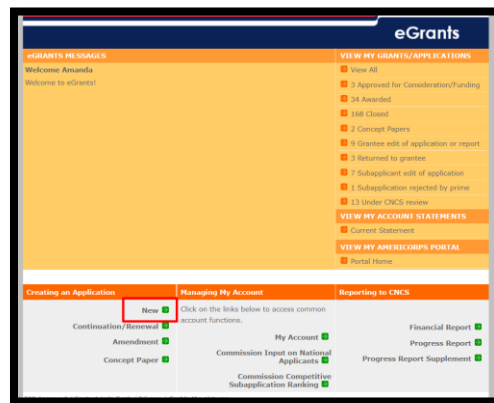 eGrants
eGRANTS MESSAGES
Welcome Amanda
Welcome to eGrants!
VIEW MY GRANTS/APPLICATIONS
View All
3 Approved for Consideration/Funding
34 Awarded
168 Closed
2 Concept Papers
9 Grantee edit of application or report
3 Returned to grantee
7 Subapplicant edit of application
1 Subapplication rejected by prime
13 Under CNCS review
VIEW MY ACCOUNT STATEMENTS
Current Statement
VIEW MY AMERICORPS PORTAL
Portal Home
Creating an Application
New
Continuation/Renewal
Amendment
Concept Paper
Managing My Account
Click on the links below to access common
account functions.
My Account
Commission Input on National
Applicants
Commission Competitive
Subapplication Ranking
Reporting to CNCS
Financial Report
Progress Report
Progress Report Supplement